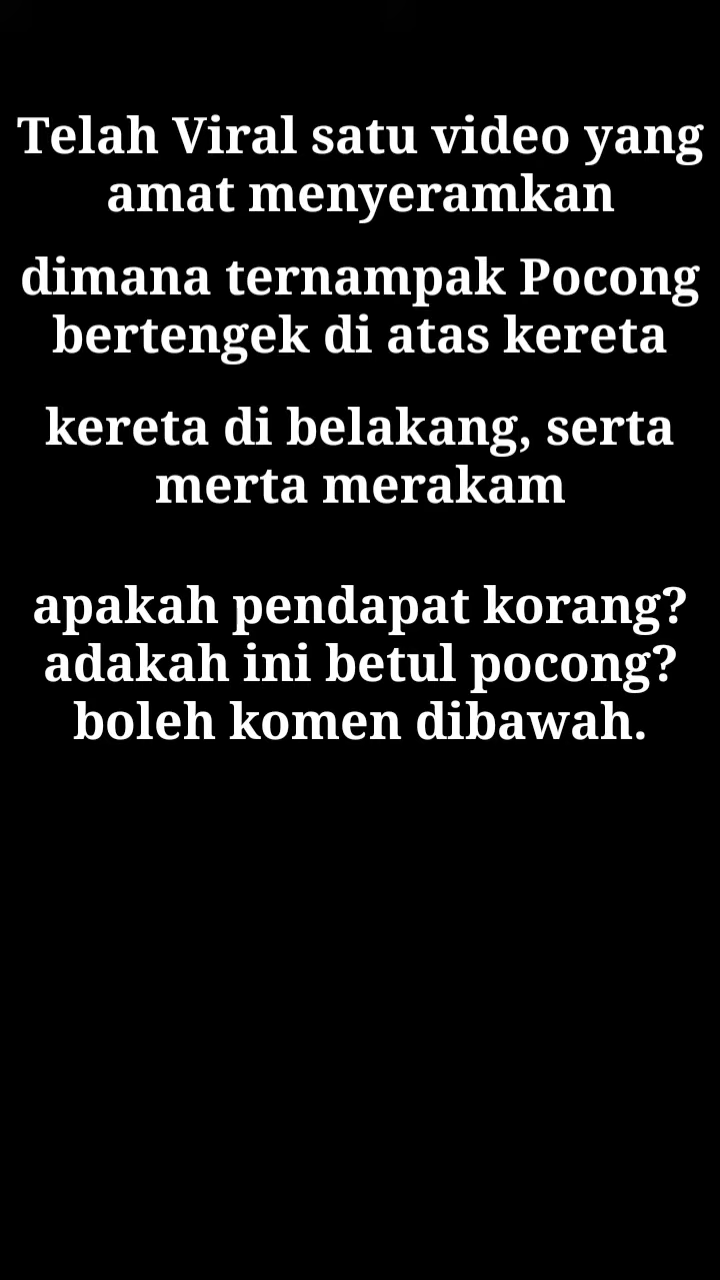 Telah Viral satu video yang
amat menyeramkan
dimana ternampak Pocong
bertengek di atas kereta
kereta di belakang, serta
merta merakam
apakah pendapat korang?
adakah ini betul pocong?
boleh komen dibawah.